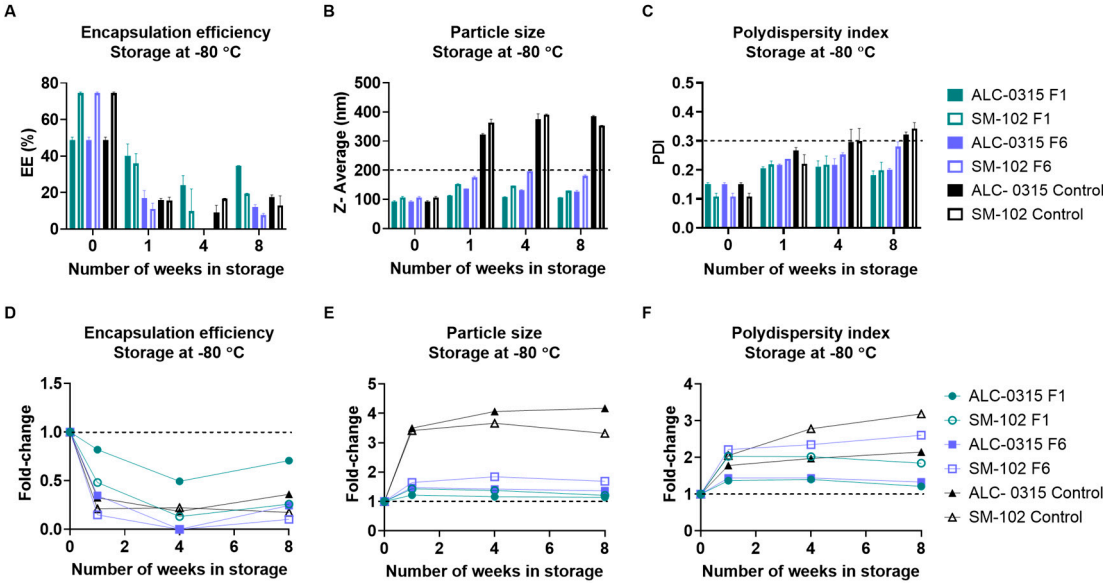 A
Encapsulation efficiency
Storage at -80 °C
EE (%)
80
60
40
20
0
0 1 4 8
Number of weeks in storage
B
Particle size
Storage at -80 °C
Z- Average (nm)
500
400
300
200
100
0
0 1 4 8
Number of weeks in storage
C
Polydispersity index
Storage at -80 °C
PDI
0.5
0.4
0.3
0.2
0.1
0.0
0 1 4 8
Number of weeks in storage
ALC-0315 F1
SM-102 F1
ALC-0315 F6
SM-102 F6
ALC- 0315 Control
SM-102 Control
D
Encapsulation efficiency
Storage at -80 °C
Fold-change
1.5
1.0
0.5
0.0
0 2 4 6 8
Number of weeks in storage
E
Particle size
Storage at -80 °C
Fold-change
5
4
3
2
1
0
0 2 4 6 8
Number of weeks in storage
F
Polydispersity index
Storage at -80 °C
Fold-change
4
3
2
1
0
0 2 4 6 8
Number of weeks in storage
ALC-0315 F1
SM-102 F1
ALC-0315 F6
SM-102 F6
ALC- 0315 Control
SM-102 Control